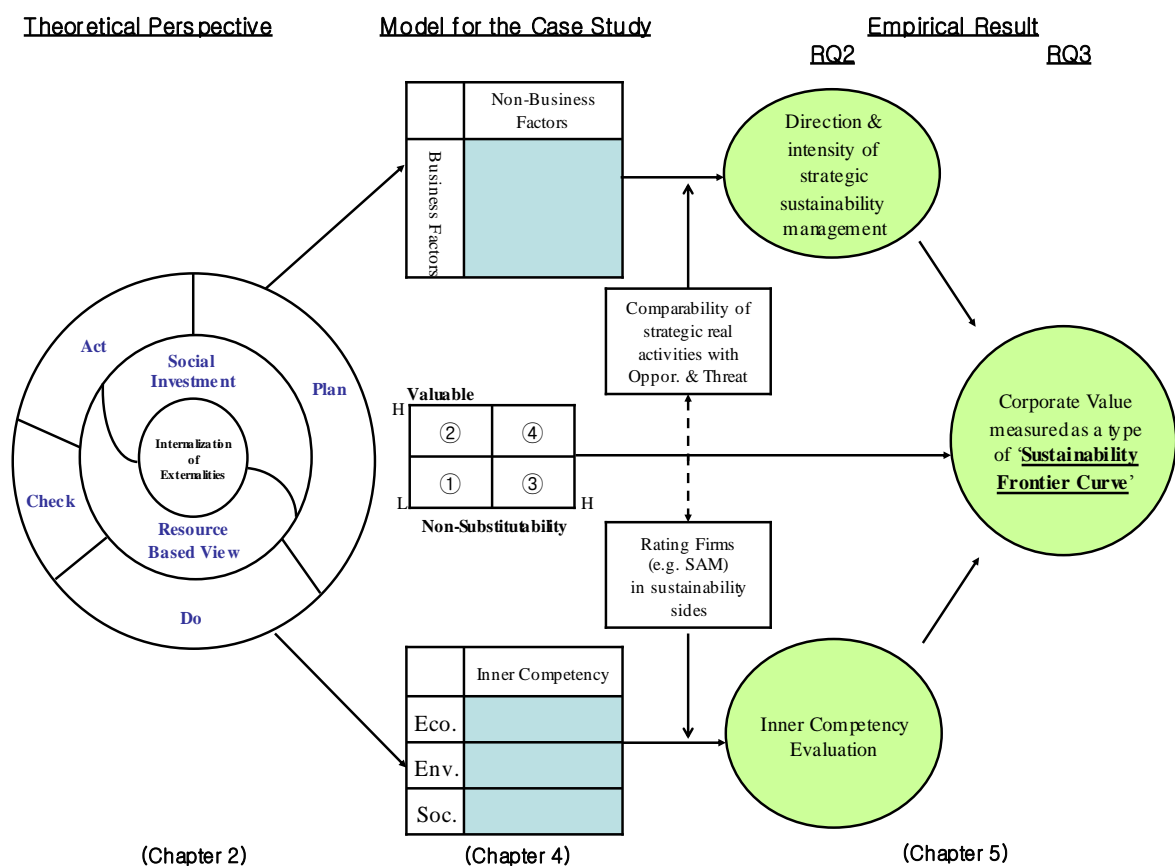 Theoretical Perspective
Model for the Case Study
Empirical Result
RQ2
RQ3
Non-Business
Factors
Business Factors
Direction &
intensity of
strategic
sustainability
management
Comparability of
strategic real
activities with
Oppor. & Threat
Act
Plan
Check
Do
Social
Investment
Internalization
of
Externalities
Resource
Based View
Valuable
H
② ④
① ③
L
H
Non-Substitutability
Corporate Value
measured as a type
of ‘Sustainability
Frontier Curve’
Rating Firms
(e.g. SAM)
in sustainability
sides
Inner Competency
Eco.
Env.
Soc.
Inner Competency
Evaluation
(Chapter 2)
(Chapter 4)
(Chapter 5)